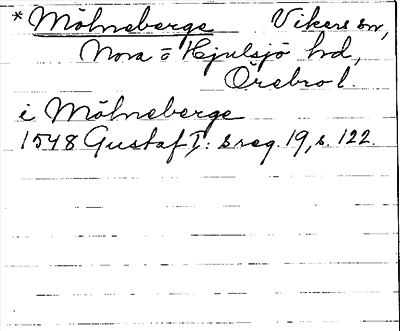 * Möhneberge Vikers sn,
Nora o Hjulsjö hd,
Örebro l.
i Möhneberge
1548 Gustaf I: s reg. 19, s. 122.